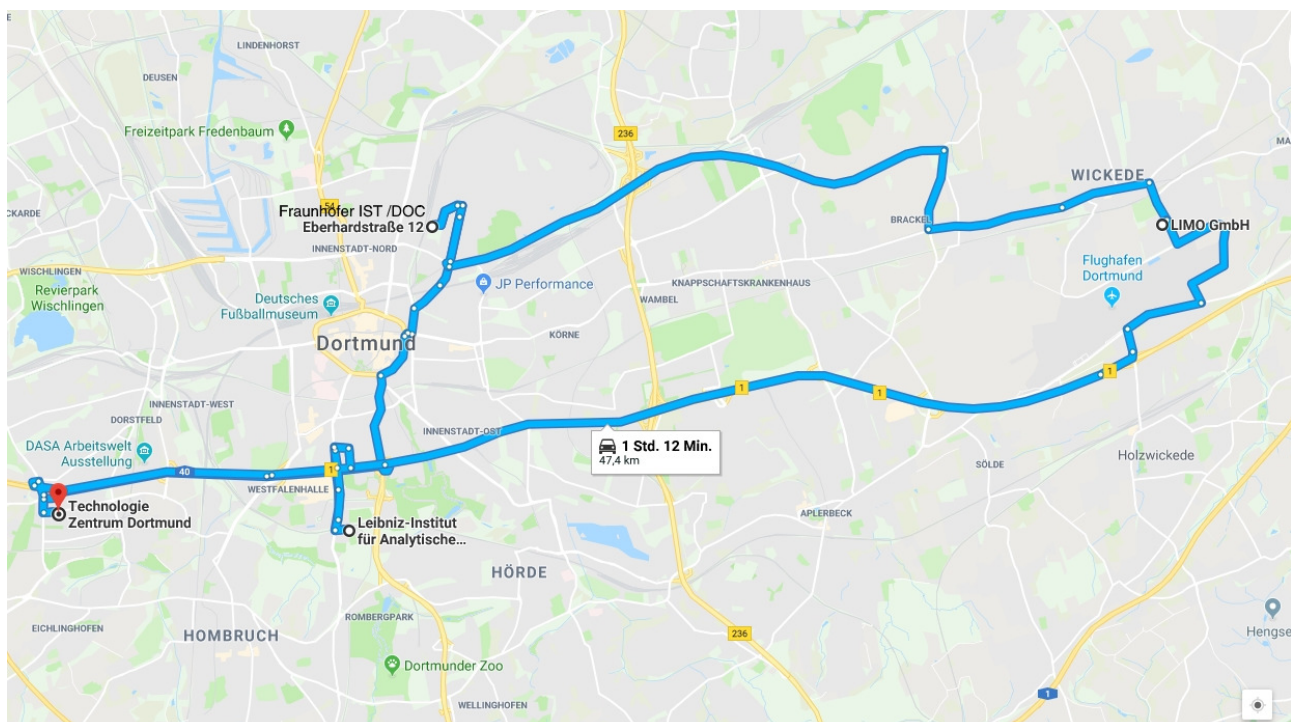 LINDENHORST
DEUSEN
Freizeitpark Fredenbaum
236
WICKEDE
54
Fraunhofer IST /DOC
Eberhardstraße 12
BRACKEL
LIMO GmbH
INNENSTADT-NORD
WISCHLINGEN
Revierpark
Wischlingen
Flughafen
Dortmund
KNAPPSCHAFTSKRANKENHAUS
JP Performance
WAMBEL
Deutsches
Fußballmuseum
KÖRNE
Dortmund
1
1
1
INNENSTADT-WEST
DORSTFELD
INNENSTADT-OST
DASA Arbeitswelt
Ausstellung
1 Std. 12 Min.
47,4 km
Holzwickede
SÖLDE
40
1
WESTFALENHALLE
Technologie
Zentrum Dortmund
APLERBECK
Leibniz-Institut
für Analytische...
HÖRDE
ROMBERGPARK
EICHLINGHOFEN
HOMBRUCH
236
Hengse
Dortmunder Zoo
1
WELLINGHOFEN